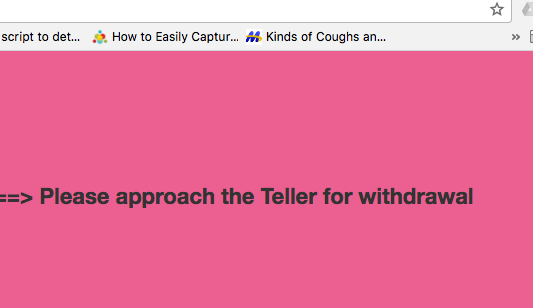 script to det... How to Easily Captur... Kinds of Coughs an... »
==> Please approach the Teller for withdrawal